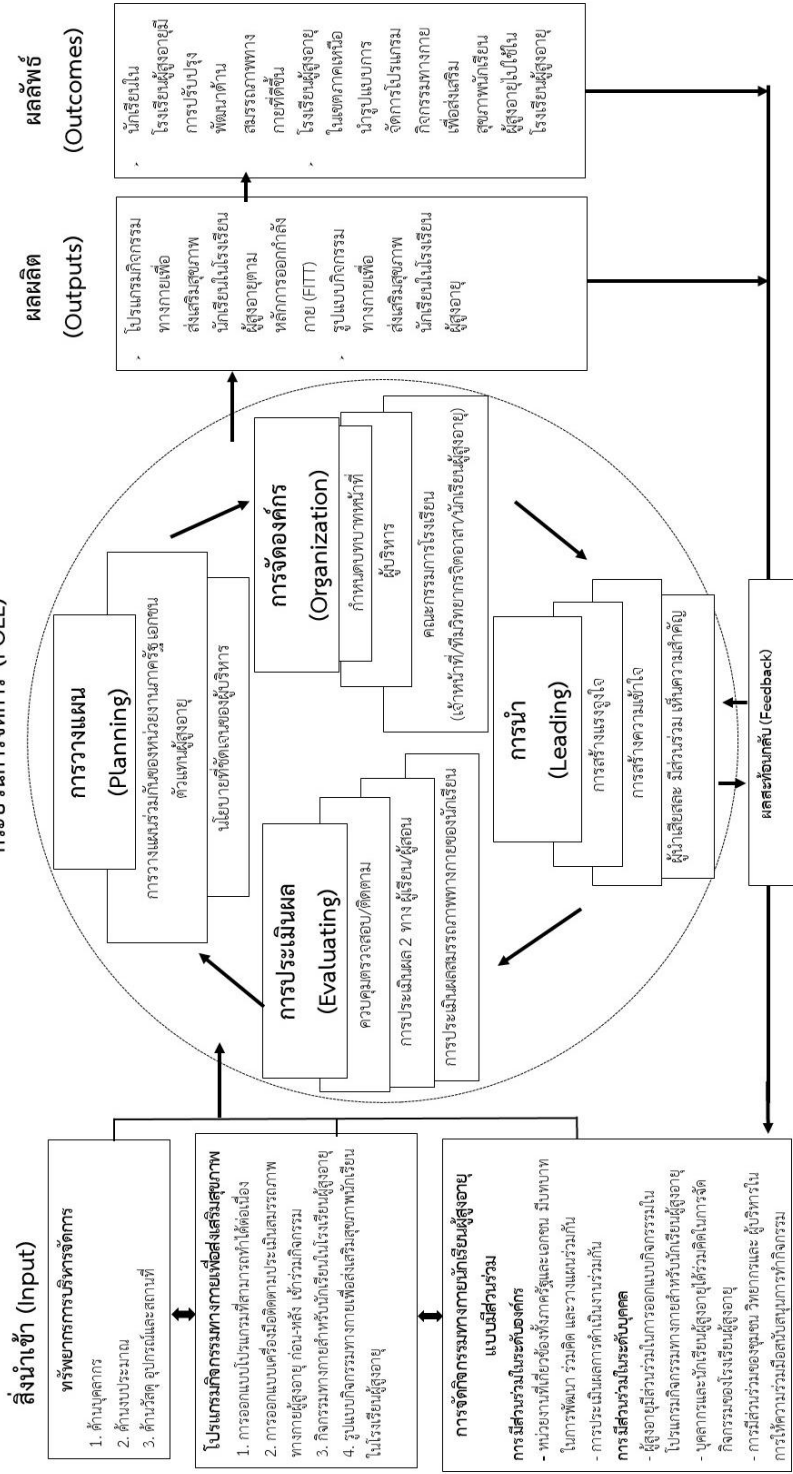 สิ่งนำเข้า (Input)
ทรัพยากรการบริหารจัดการ
1. ด้านบุคลากร
2. ด้านงบประมาณ
3. ด้านวัสดุ อุปกรณ์และสถานที่
โปรแกรมกิจกรรมทางกายเพื่อส่งเสริมสุขภาพ
1. การออกแบบโปรแกรมที่สามารถทำได้ต่อเนื่อง
2. การออกแบบเครื่องมือติดตามประเมินสมรรถภาพ
ทางกายผู้สูงอายุ ก่อน-หลัง เข้าร่วมกิจกรรม
3. กิจกรรมทางกายสำหรับนักเรียนในโรงเรียนผู้สูงอายุ
4. รูปแบบกิจกรรมทางกายเพื่อส่งเสริมสุขภาพนักเรียน
ในโรงเรียนผู้สูงอายุ
การจัดกิจกรรมทางกายนักเรียนผู้สูงอายุ
แบบมีส่วนร่วม
การมีส่วนร่วมในระดับองค์กร
- หน่วยงานที่เกี่ยวข้องทั้งภาครัฐและเอกชน มีบทบาท
ในการพัฒนา ร่วมคิด และวางแผนร่วมกัน
- การประเมินผลการดำเนินงานร่วมกัน
การมีส่วนร่วมในระดับบุคคล
- ผู้สูงอายุมีส่วนร่วมในการออกแบบกิจกรรมใน
โปรแกรมกิจกรรมทางกายสำหรับนักเรียนผู้สูงอายุ
- บุคลากรและนักเรียนผู้สูงอายุได้ร่วมคิดในการจัด
กิจกรรมของโรงเรียนผู้สูงอายุ
- การมีส่วนร่วมของชุมชน วิทยากรและ ผู้บริหารใน
การให้ความร่วมมือสนับสนุนการทำกิจกรรม
กระบวนการจัดการ (POLE)
การวางแผน
(Planning)
การวางแผนร่วมกันของหน่วยงานภาครัฐ เอกชน
ตัวแทนผู้สูงอายุ
นโยบายที่ชัดเจนของผู้บริหาร
การจัดองค์กร
(Organization)
กำหนดบทบาทหน้าที่
ผู้บริหาร
คณะกรรมการโรงเรียน
(เจ้าหน้าที่/ทีมวิทยากรจิตอาสา/นักเรียนผู้สูงอายุ)
การนำ
(Leading)
การสร้างแรงจูงใจ
การสร้างความเข้าใจ
ผู้นำเสียสละ มีส่วนร่วม เห็นความสำคัญ
การประเมินผล
(Evaluating)
ควบคุมตรวจสอบ/ติดตาม
การประเมินผล 2 ทาง ผู้เรียน/ผู้สอน
การประเมินผลสมรรถภาพทางกายของนักเรียน
ผลผลิต
(Outputs)
โปรแกรมกิจกรรม
ทางกายเพื่อ
ส่งเสริมสุขภาพ
นักเรียนในโรงเรียน
ผู้สูงอายุตาม
หลักการออกกำลัง
กาย (FITT)
รูปแบบกิจกรรม
ทางกายเพื่อ
ส่งเสริมสุขภาพ
นักเรียนในโรงเรียน
ผู้สูงอายุ
ผลลัพธ์
(Outcomes)
นักเรียนใน
โรงเรียนผู้สูงอายุมี
การปรับปรุง
พัฒนาด้าน
สมรรถภาพทาง
กายที่ดีขึ้น
โรงเรียนผู้สูงอายุ
ในเขตภาคเหนือ
นำรูปแบบการ
จัดการโปรแกรม
กิจกรรมทางกาย
เพื่อส่งเสริม
สุขภาพนักเรียน
ผู้สูงอายุไปใช้ใน
โรงเรียนผู้สูงอายุ
ผลสะท้อนกลับ (Feedback)